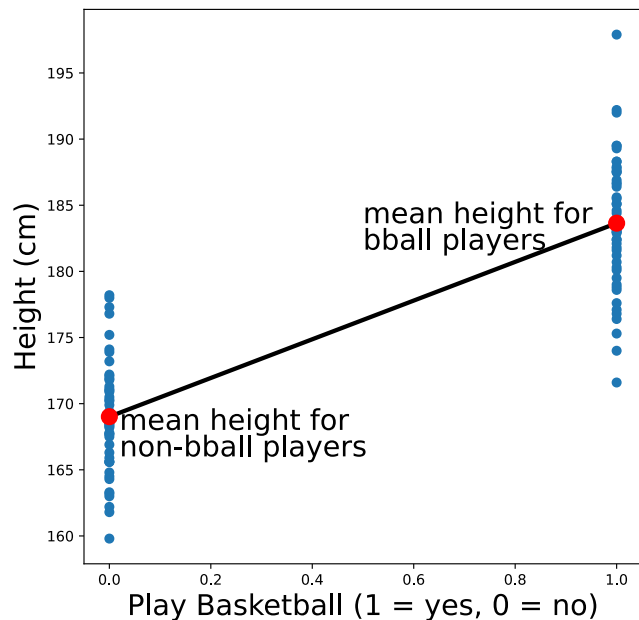 195
190
185
180
175
170
165
160
Height (cm)
mean height for
bball players
mean height for
non-bball players
0.0 0.2 0.4 0.6 0.8 1.0
Play Basketball (1 = yes, 0 = no)